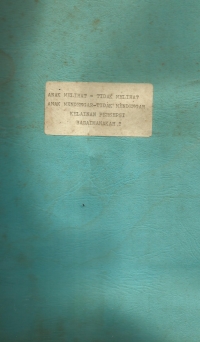 ANAK MELIHAT - TIDAK MELIHAT
ANAK MENDENGAR-TIDAK MENDENGAR
KELAINAN PERSEPSI
BAGAIMANAKAH ?